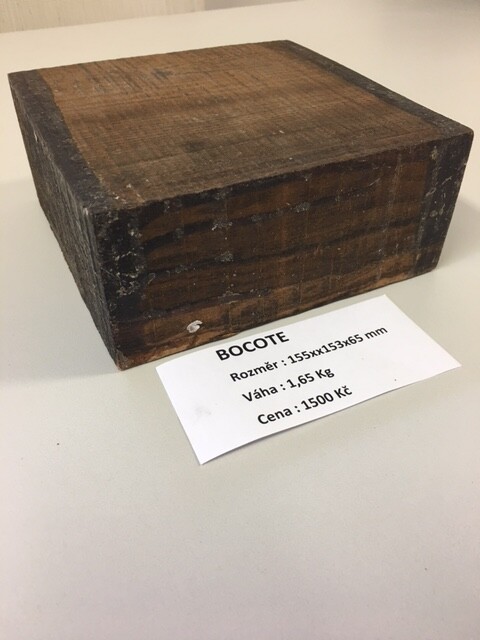 BOCOTE
Rozměr : 155xx153x65 mm
Váha : 1,65 Kg
Cena : 1500 Kč